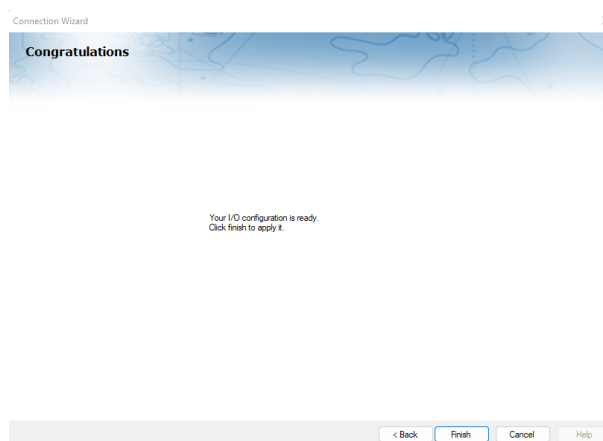 Connection Wizard
Congratulations
Your I/O configuration is ready.
Click finish to apply it.
< Back Finish Cancel Help